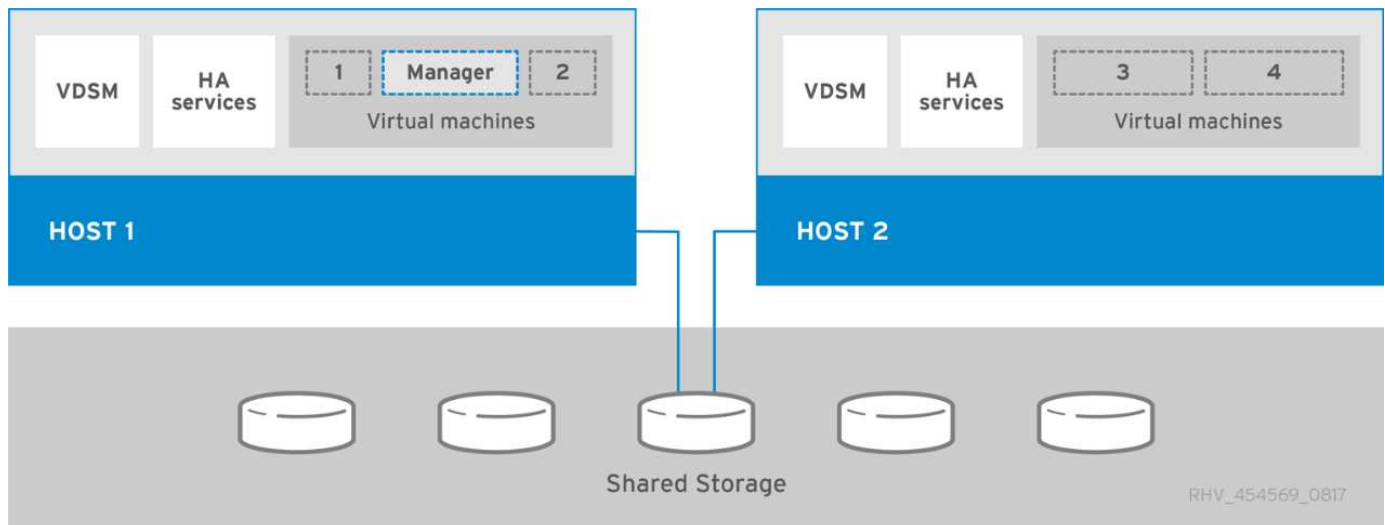 VDSM
HA
services
1
Manager
2
Virtual machines
HOST 1
VDSM
HA
services
3
4
Virtual machines
HOST 2
Shared Storage
RHV_454569_0817